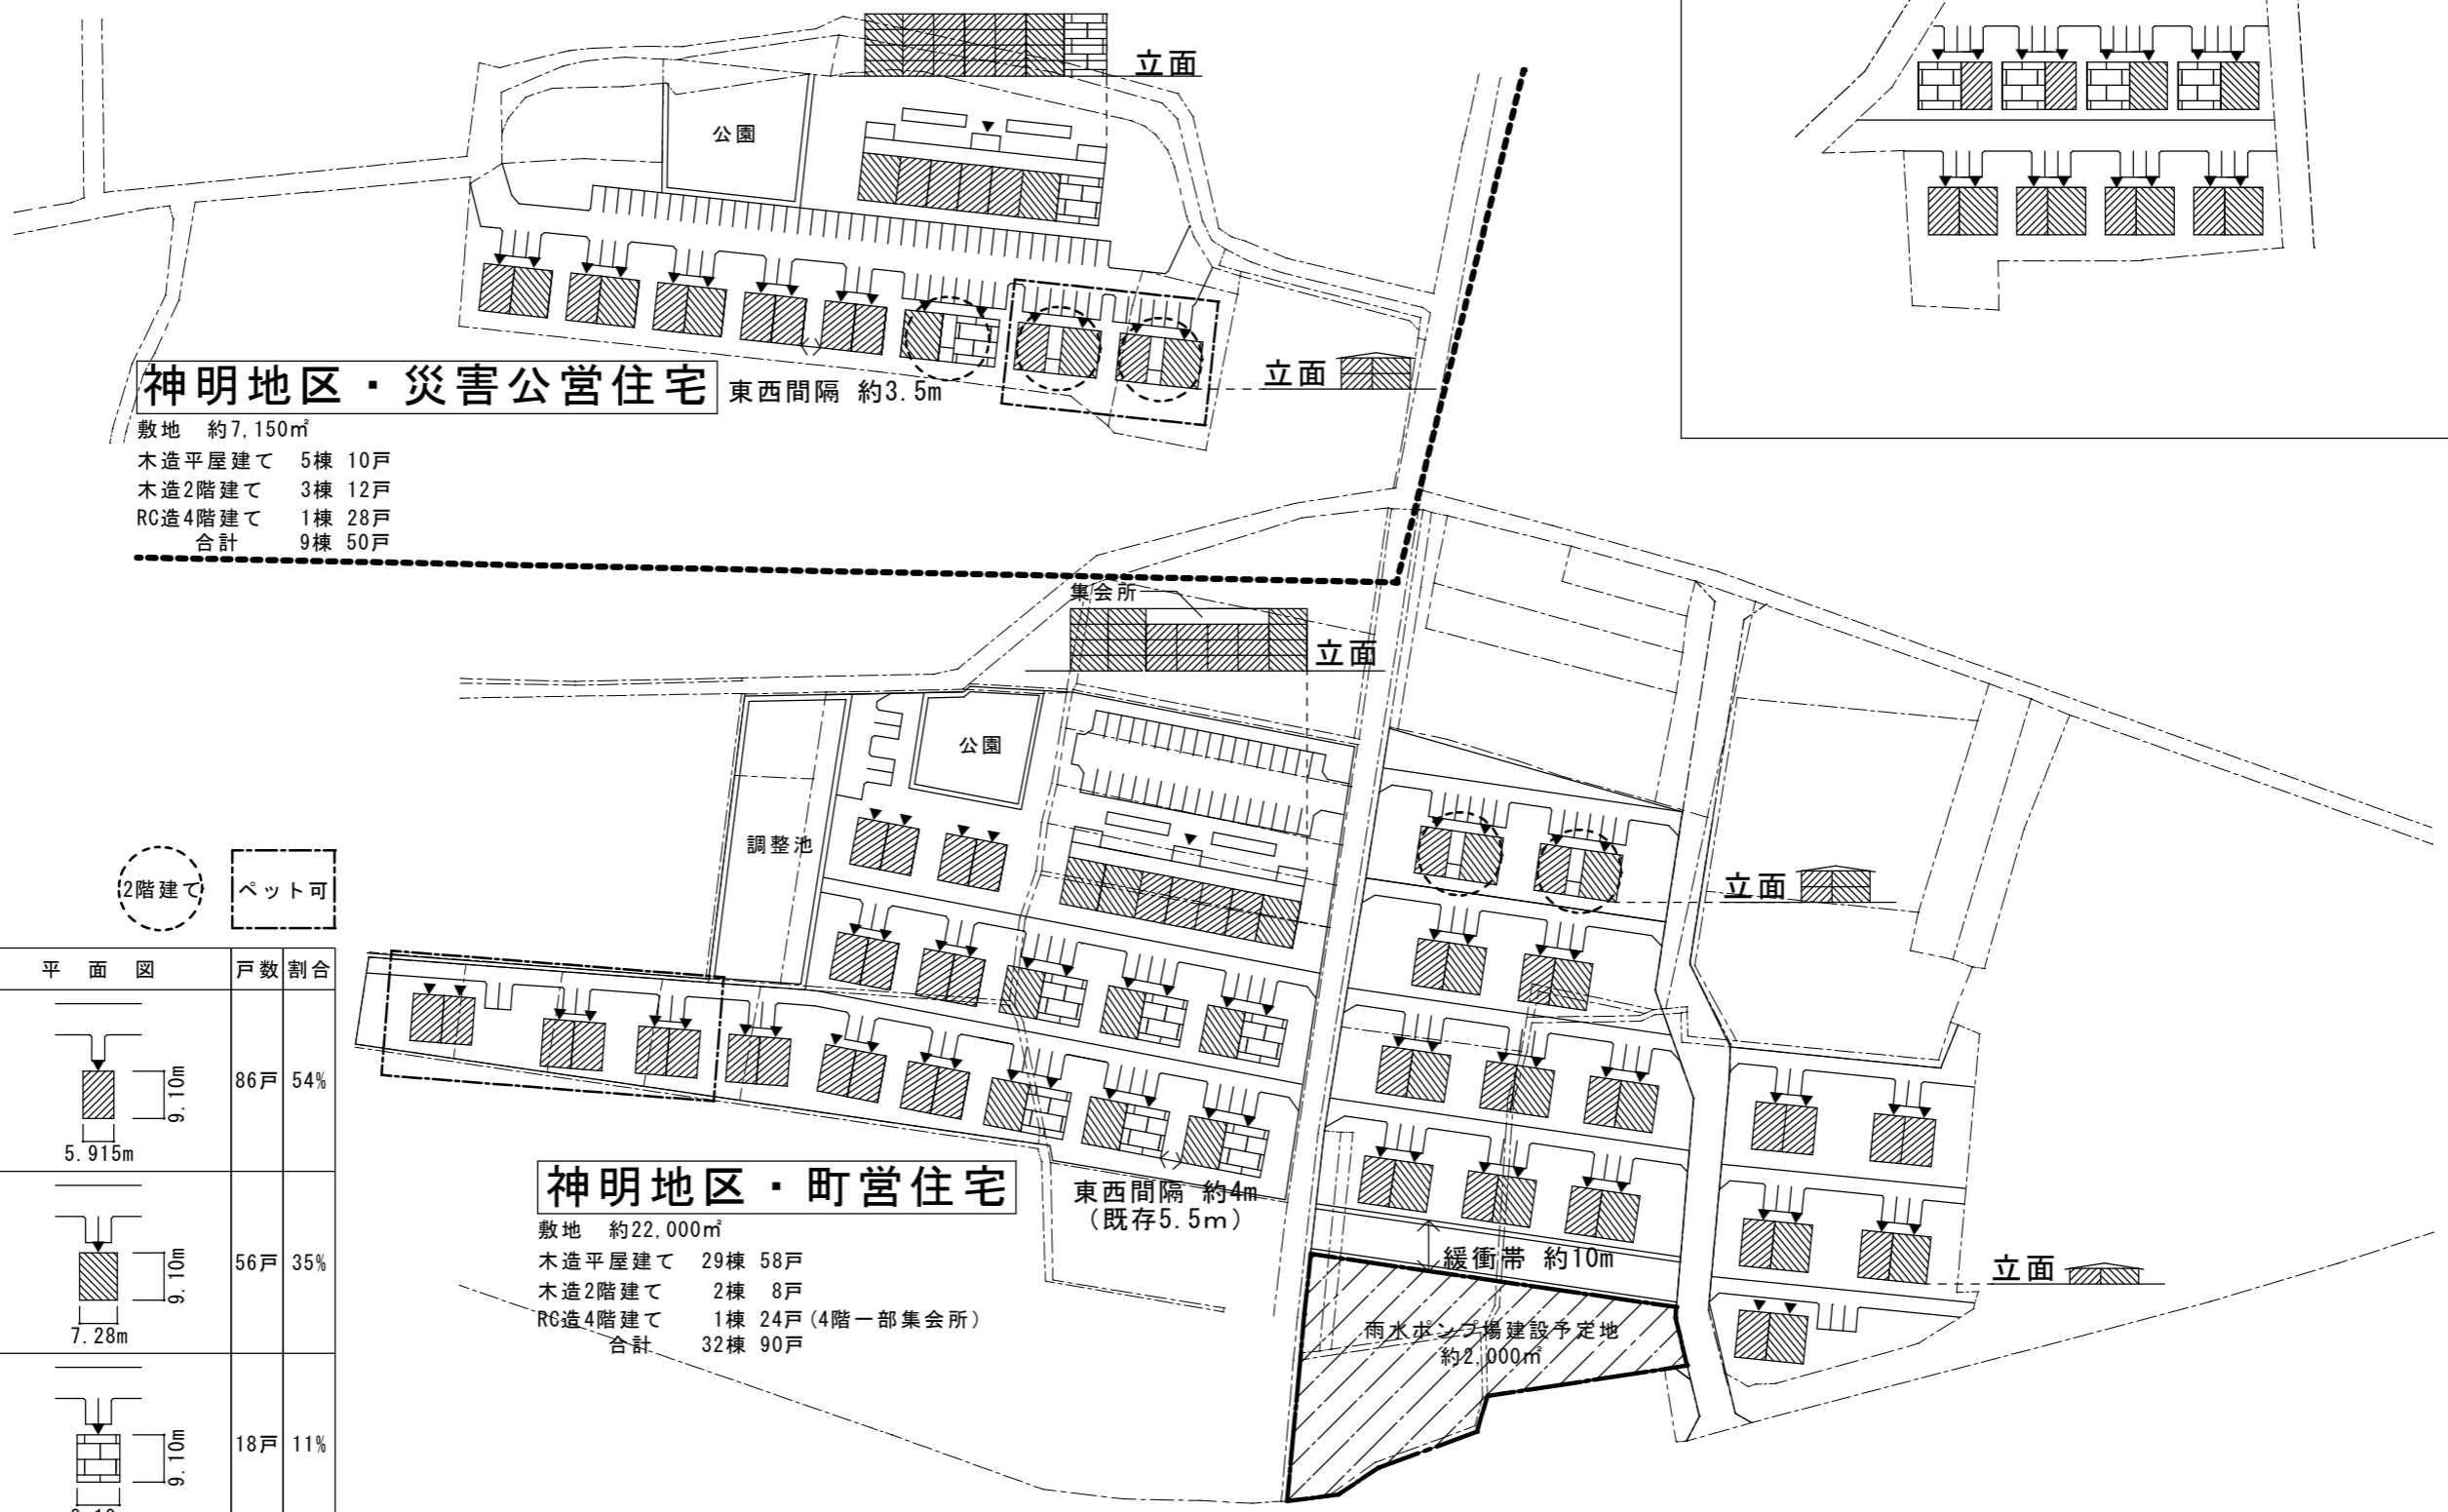 立面
公園
立面
神明地区・災害公営住宅
東西間隔 約3.5m
敷地 約7,150㎡
木造平屋建て 5棟 10戸
木造2階建て 3棟 12戸
RC造4階建て 1棟 28戸
合計 9棟 50戸
集会所
立面
公園
調整池
2階建て
ペット可
立面
平面図 戸数 割合
9.10m
86戸 54%
5.915m
9.10m
56戸 35%
7.28m
9.10m
18戸 11%
神明地区・町営住宅
敷地 約22,000㎡
木造平屋建て 29棟 58戸
木造2階建て 2棟 8戸
RC造4階建て 1棟 24戸(4階一部集会所)
合計 32棟 90戸
東西間隔 約4m
（既存5.5m）
緩衝帯 約10m
立面
雨水ポンプ場建設予定地
約2,000㎡